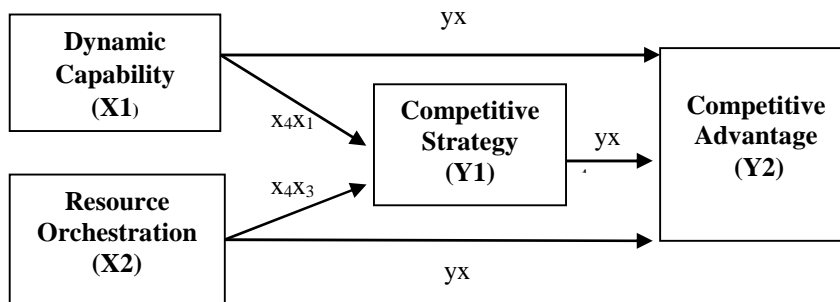 yx
Dynamic
Capability
(X1)
x₄x₁
Competitive
Strategy
(Y1)
yx
Competitive
Advantage
(Y2)
x₄x₃
Resource
Orchestration
(X2)
yx